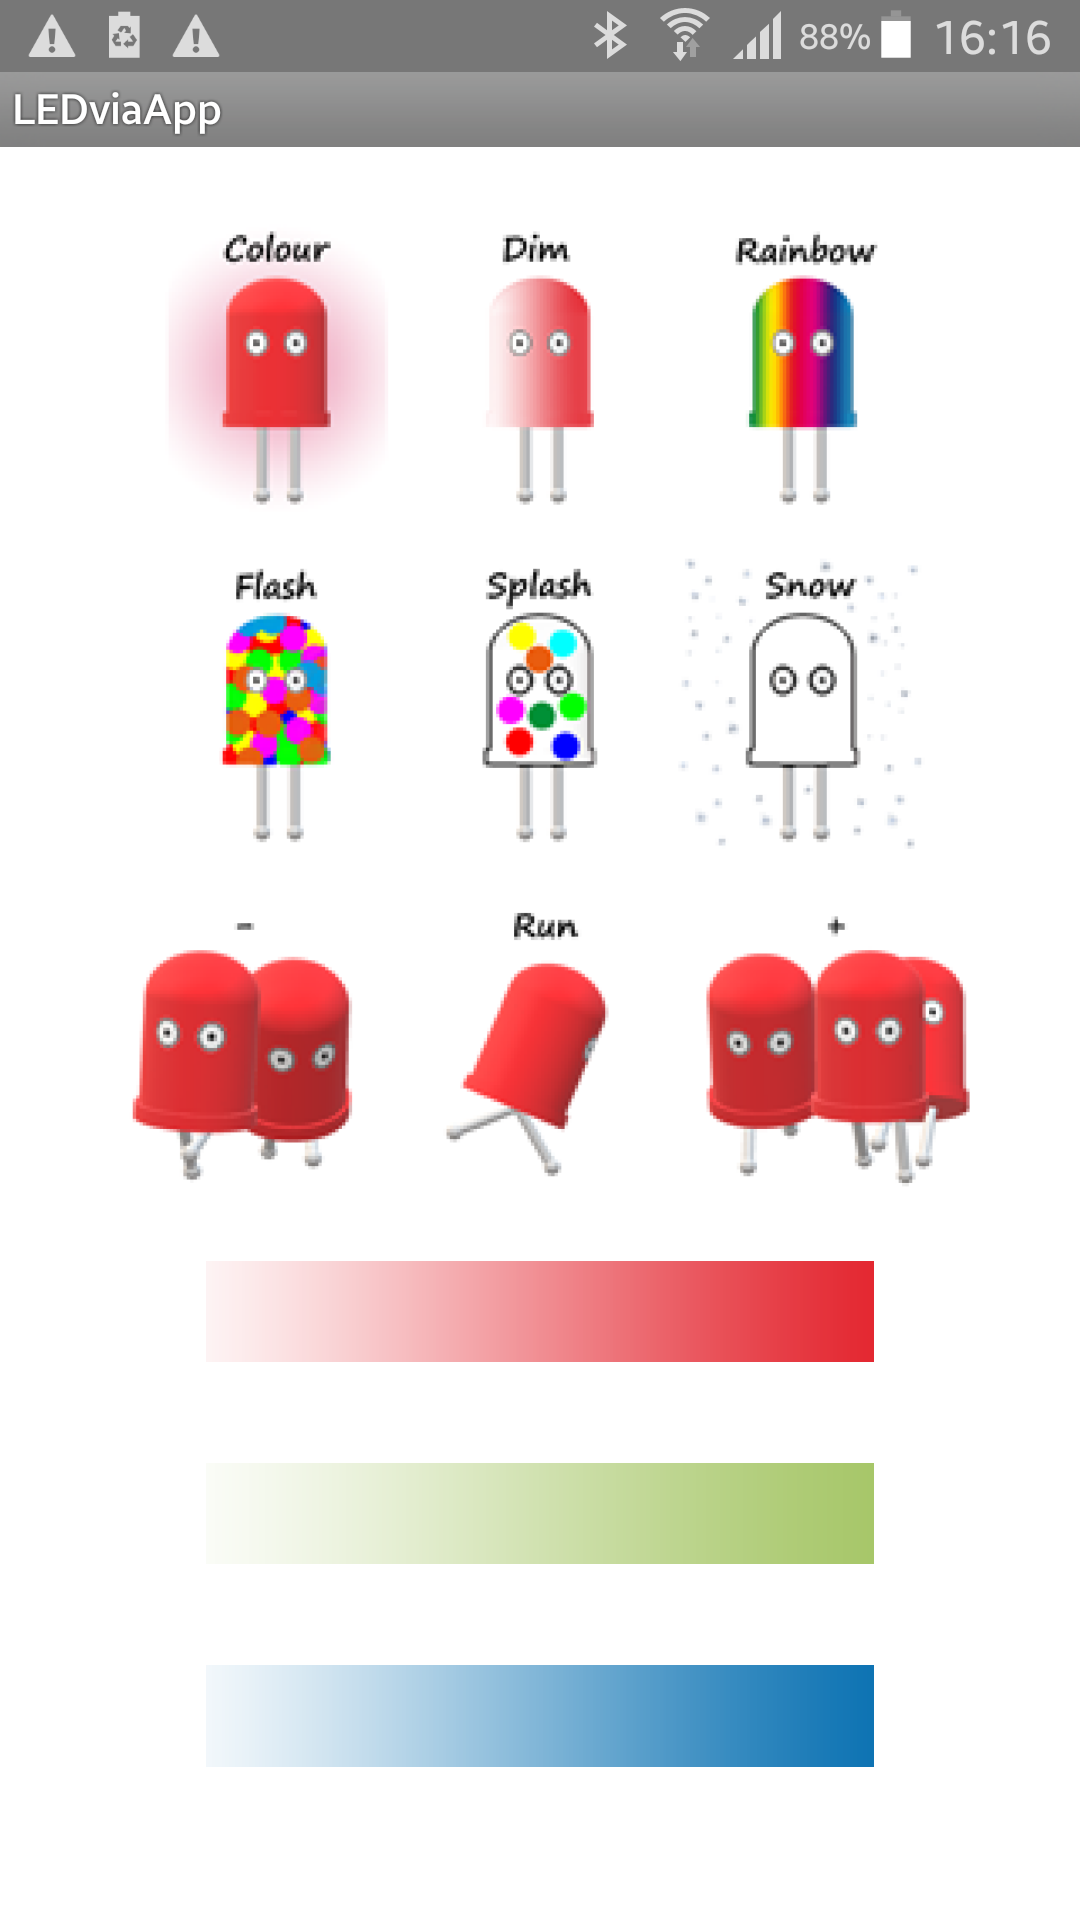 88% 16:16
LEDviaApp
Colour Dim Rainbow
Flash Splash Snow
- Run +